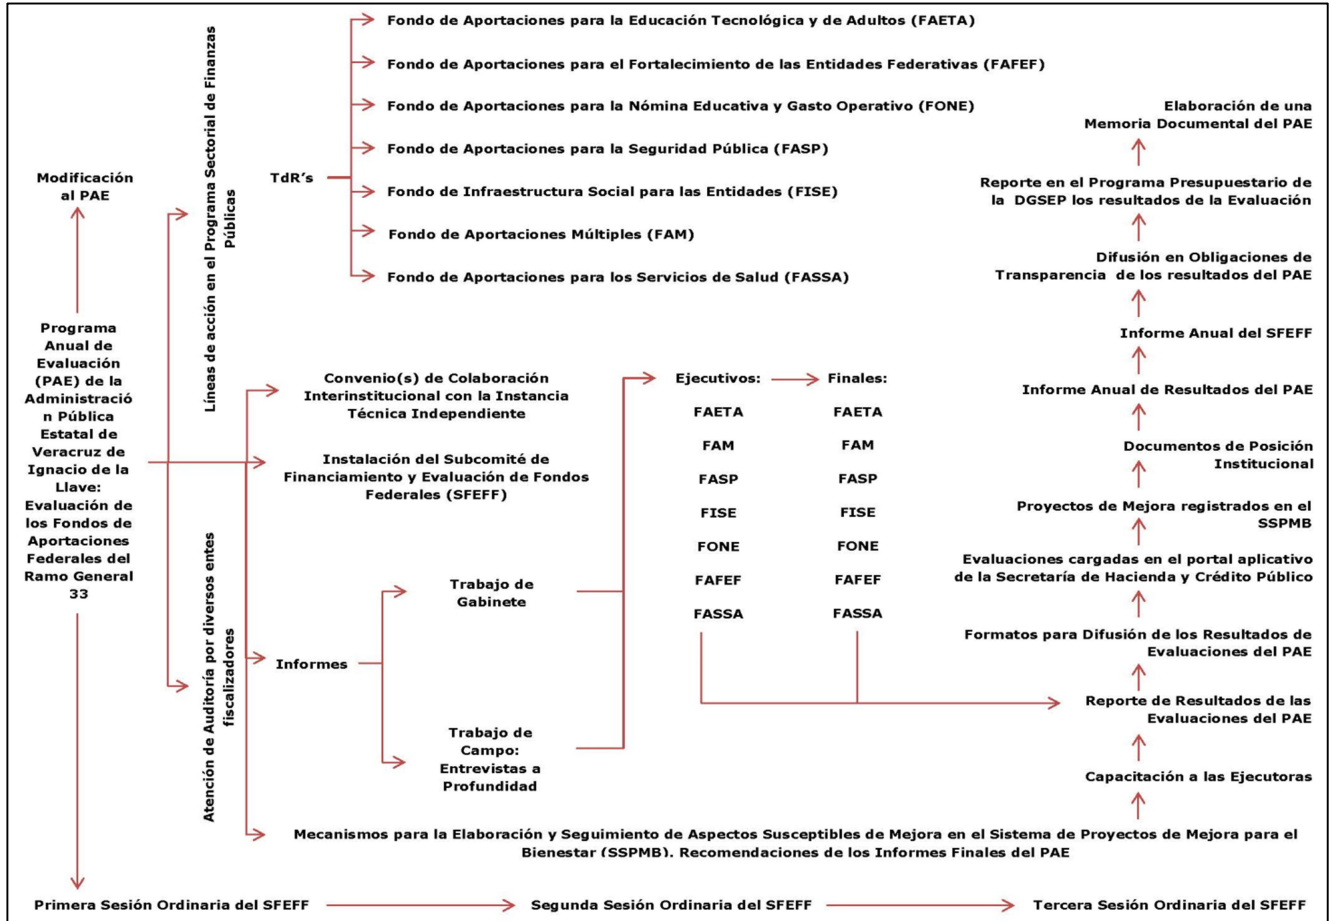 Modificación
al PAE
Programa
Anual de
Evaluación
(PAE) de la
Administració
n Pública
Estatal de
Veracruz de
Ignacio de la
Llave:
Evaluación de
los Fondos de
Aportaciones
Federales del
Ramo General
33
Líneas de acción en el Programa Sectorial de Finanzas
Públicas
Atención de Auditoría por diversos entes
fiscalizadores
TdR's
Fondo de Aportaciones para la Educación Tecnológica y de Adultos (FAETA)
Fondo de Aportaciones para el Fortalecimiento de las Entidades Federativas (FAFEF)
Fondo de Aportaciones para la Nómina Educativa y Gasto Operativo (FONE)
Fondo de Aportaciones para la Seguridad Pública (FASP)
Fondo de Infraestructura Social para las Entidades (FISE)
Fondo de Aportaciones Múltiples (FAM)
Fondo de Aportaciones para los Servicios de Salud (FASSA)
Convenio(s) de Colaboración
Interinstitucional con la Instancia
Técnica Independiente
Instalación del Subcomité de
Financiamiento y Evaluación de Fondos
Federales (SFEFF)
Informes
Trabajo de
Gabinete
Trabajo de
Campo:
Entrevistas a
Profundidad
Ejecutivos:
FAETA
FAM
FASP
FISE
FONE
FAFEF
FASSA
Finales:
FAETA
FAM
FASP
FISE
FONE
FAFEF
FASSA
Elaboración de una
Memoria Documental del PAE
Reporte en el Programa Presupuestario de
la DGSEP los resultados de la Evaluación
Difusión en Obligaciones de
Transparencia de los resultados del PAE
Informe Anual del SFEFF
Informe Anual de Resultados del PAE
Documentos de Posición
Institucional
Proyectos de Mejora registrados en el
SSPMB
Evaluaciones cargadas en el portal aplicativo
de la Secretaría de Hacienda y Crédito Público
Formatos para Difusión de los Resultados de
Evaluaciones del PAE
Reporte de Resultados de las
Evaluaciones del PAE
Capacitación a las Ejecutoras
Mecanismos para la Elaboración y Seguimiento de Aspectos Susceptibles de Mejora en el Sistema de Proyectos de Mejora para el
Bienestar (SSPMB). Recomendaciones de los Informes Finales del PAE
Primera Sesión Ordinaria del SFEFF
Segunda Sesión Ordinaria del SFEFF
Tercera Sesión Ordinaria del SFEFF